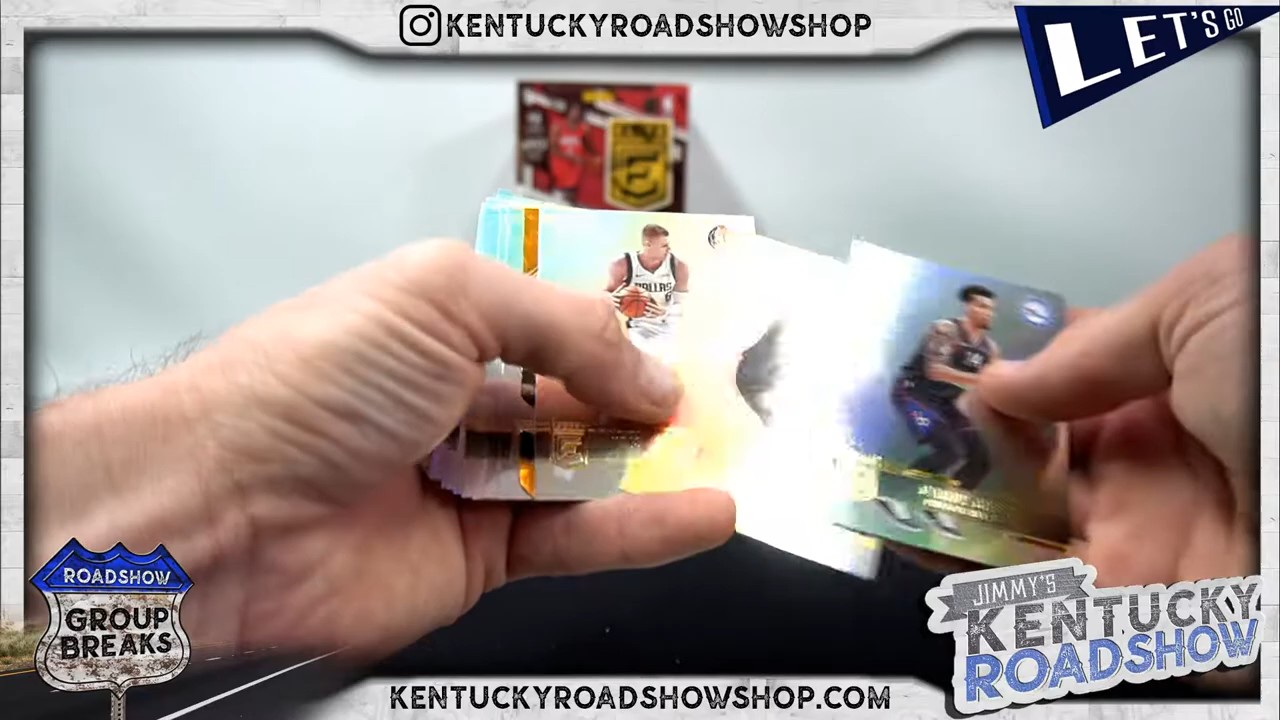 KENTUCKYROADSHOWSHOP
LET'S GO
DALLAS
ROADSHOW
GROUP
BREAKS
JIMMY'S
KENTUCKY
ROADSHOW
KENTUCKYROADSHOWSHOP.COM